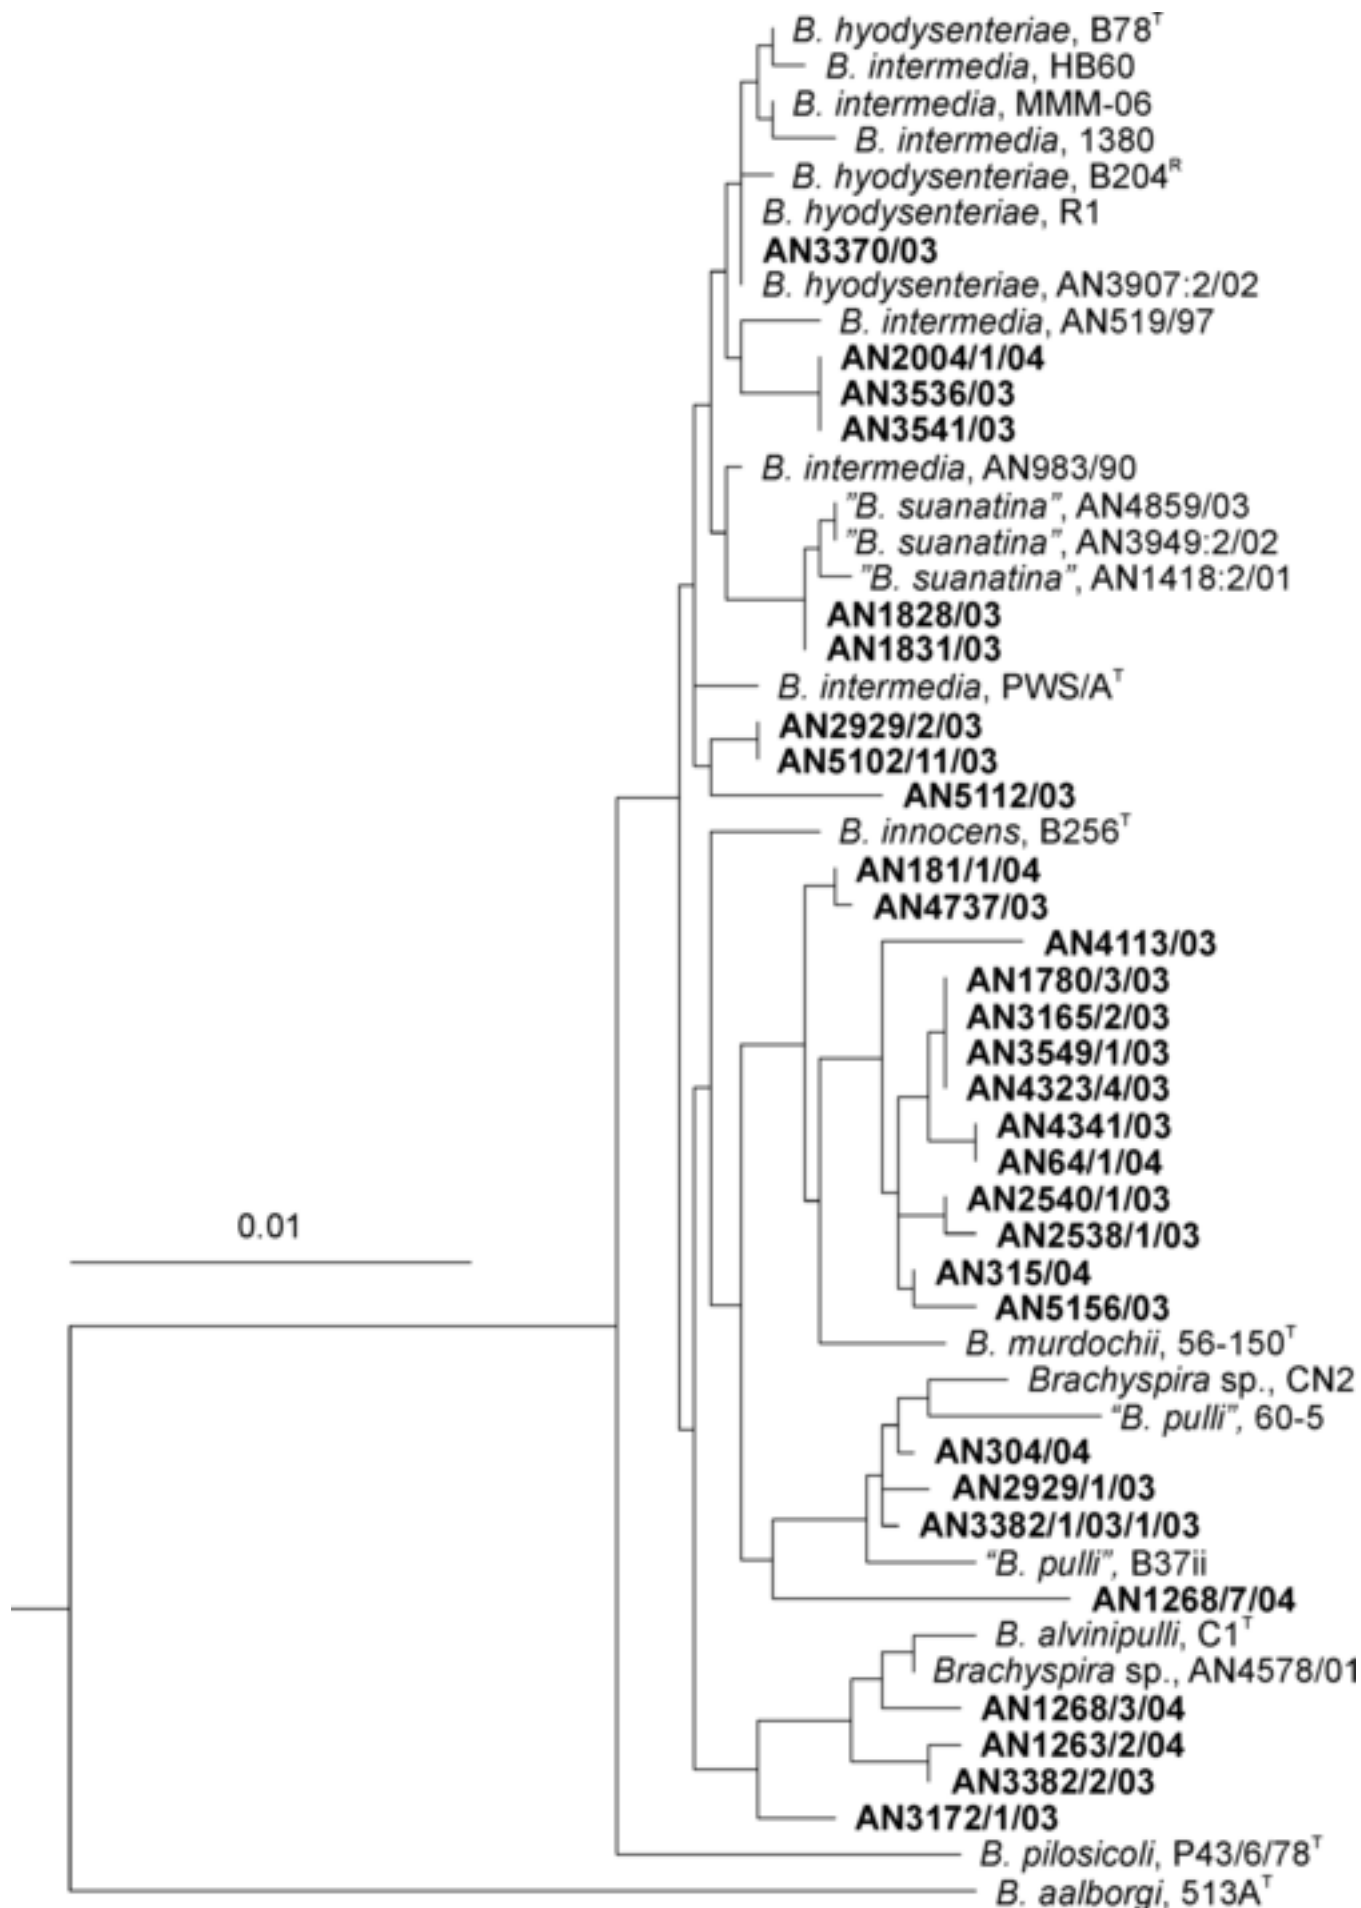 B. hyodysenteriae, B78ᵀ
B. intermedia, HB60
B. intermedia, MMM-06
B. intermedia, 1380
B. hyodysenteriae, B204ᴿ
B. hyodysenteriae, R1
AN3370/03
B. hyodysenteriae, AN3907:2/02
B. intermedia, AN519/97
AN2004/1/04
AN3536/03
AN3541/03
B. intermedia, AN983/90
"B. suanatina", AN4859/03
"B. suanatina", AN3949:2/02
"B. suanatina", AN1418:2/01
AN1828/03
AN1831/03
B. intermedia, PWS/Aᵀ
AN2929/2/03
AN5102/11/03
AN5112/03
B. innocens, B256ᵀ
AN181/1/04
AN4737/03
AN4113/03
AN1780/3/03
AN3165/2/03
AN3549/1/03
AN4323/4/03
AN4341/03
AN64/1/04
AN2540/1/03
0.01
AN2538/1/03
AN315/04
AN5156/03
B. murdochii, 56-150ᵀ
Brachyspira sp., CN2
"B. pulli", 60-5
AN304/04
AN2929/1/03
AN3382/1/03/1/03
"B. pulli", B37ii
AN1268/7/04
B. alvinipulli, C1ᵀ
Brachyspira sp., AN4578/01
AN1268/3/04
AN1263/2/04
AN3382/2/03
AN3172/1/03
B. pilosicoli, P43/6/78ᵀ
B. aalborgi, 513Aᵀ